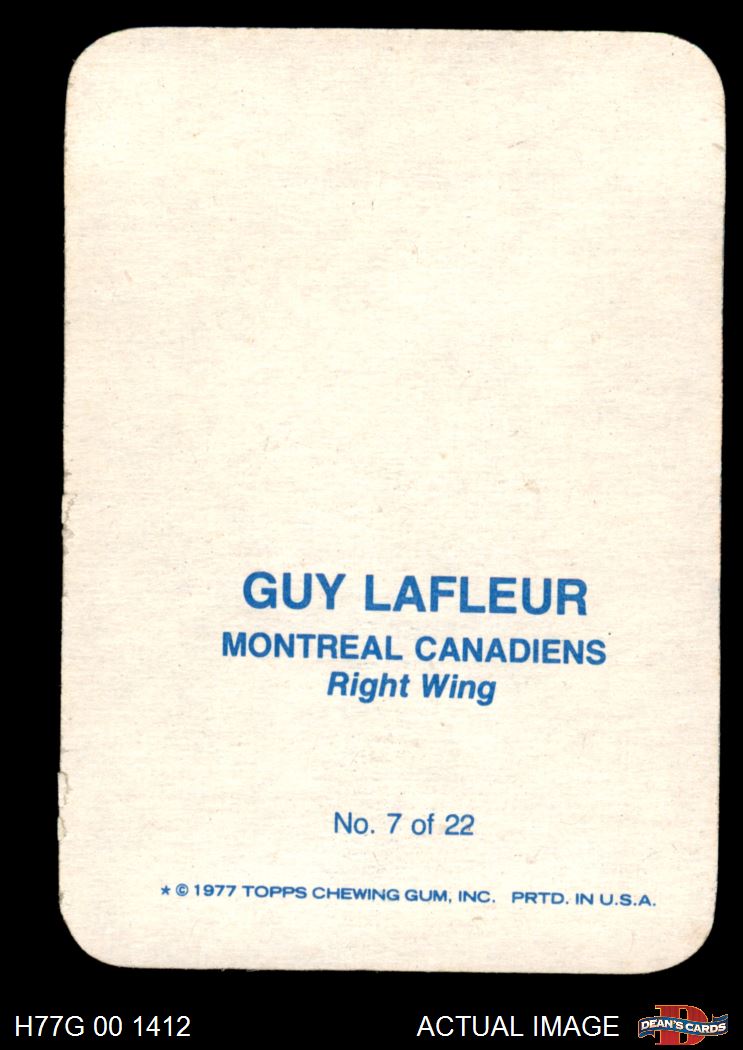 GUY LAFLEUR
MONTREAL CANADIENS
Right Wing
No. 7 of 22
★ © 1977 TOPPS CHEWING GUM, INC. PRTD. IN U.S.A.
H77G 00 1412 ACTUAL IMAGE D DEAN'S CARDS